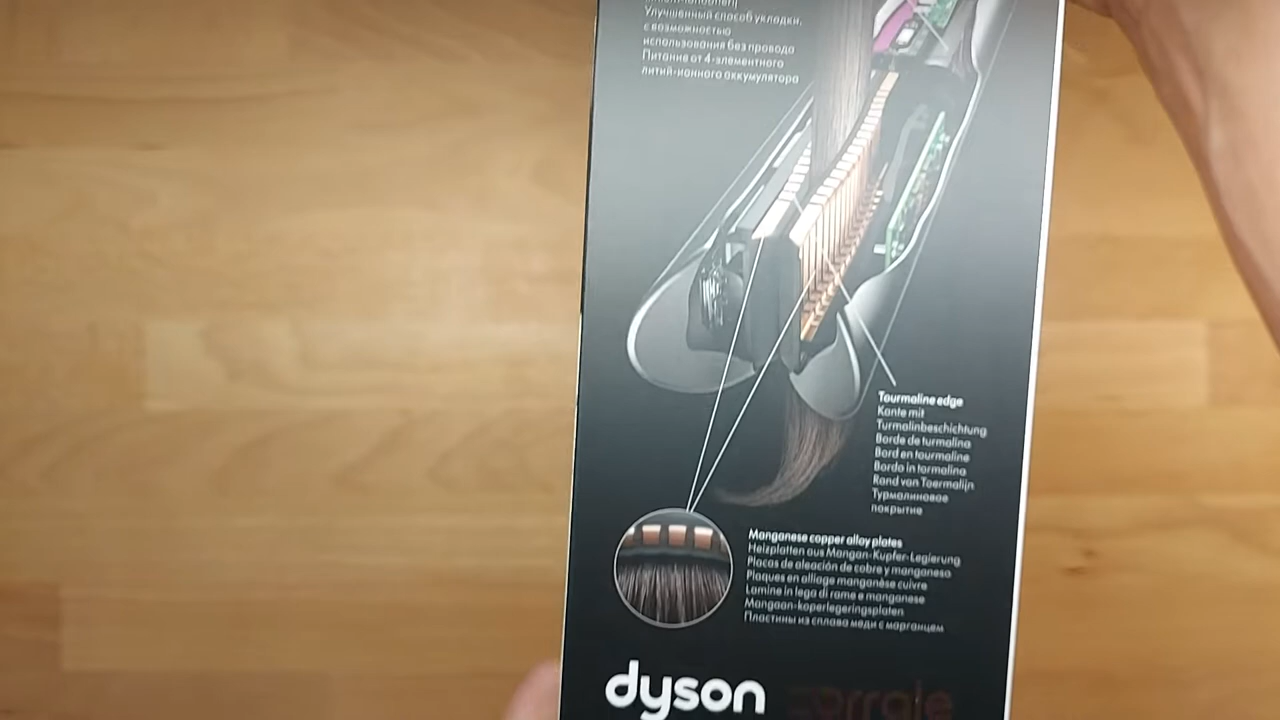 Улучшенный способ укладки,
с возможностью
использования без провода
Питание от 4-элементного
литий-ионного аккумулятора
Tourmaline edge
Kante mit
Turmalinbeschichtung
Borde de turmalina
Bord en tourmaline
Bordo in tormalina
Rand van Toermalijn
Турмалиновое
покрытие
Manganese copper alloy plates
Heizplatten aus Mangan-Kupfer-Legierung
Placas de aleación de cobre y manganeso
Plaques en alliage manganèse cuivre
Lamine in lega di rame e manganese
Mangaan-koperlegeringsplaten
Пластины из сплава меди с марганцем
dyson